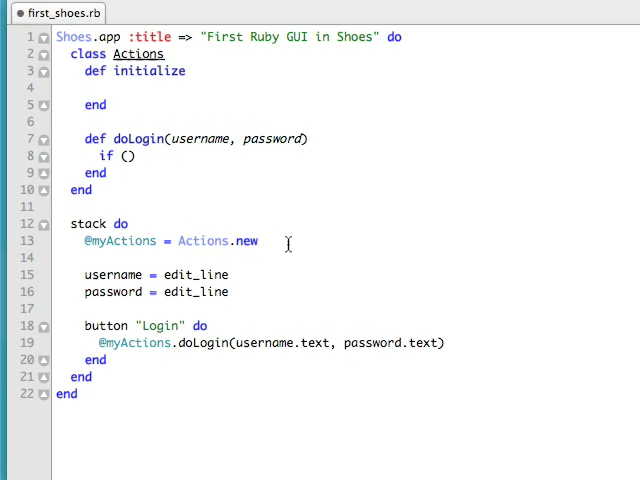 first_shoes.rb
1 Shoes.app :title => "First Ruby GUI in Shoes" do
2 class Actions
3 def initialize
4
5 end
6
7 def doLogin(username, password)
8 if ()
9 end
10 end
11
12 stack do
13 @myActions = Actions.new
14
15 username = edit_line
16 password = edit_line
17
18 button "Login" do
19 @myActions.doLogin(username.text, password.text)
20 end
21 end
22 end